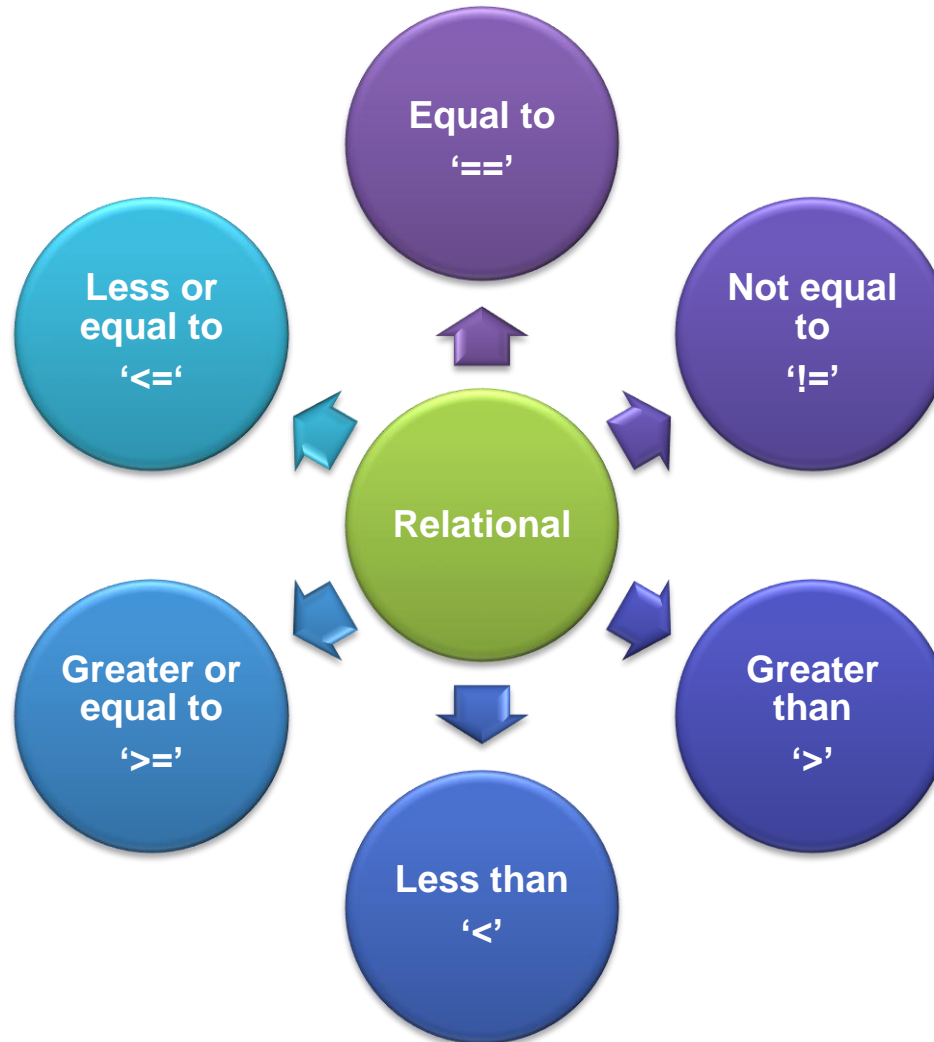 Equal to
‘==’
Less or
equal to
‘<=‘
Not equal
to
‘!=’
Relational
Greater or
equal to
‘>=’
Greater
than
‘>’
Less than
‘<’